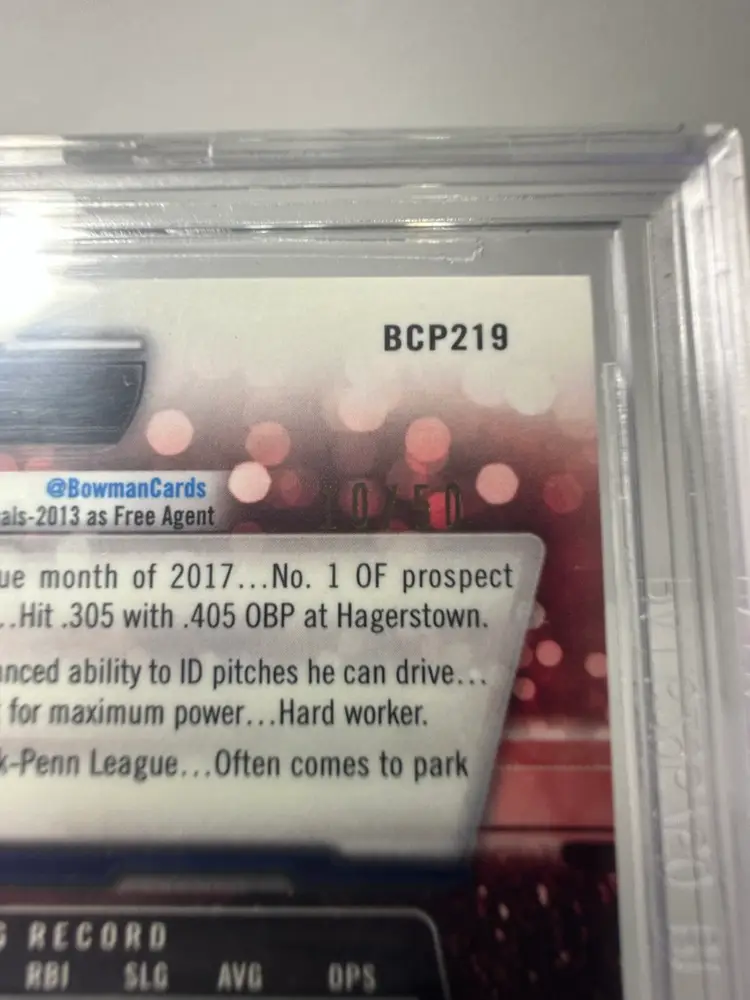 BCP219
@BowmanCards
als-2013 as Free Agent
10/50
ue month of 2017...No. 1 OF prospect
..Hit .305 with .405 OBP at Hagerstown.
nced ability to ID pitches he can drive...
for maximum power...Hard worker.
k-Penn League...Often comes to park
G RECORD
RBI SLG AVG OPS